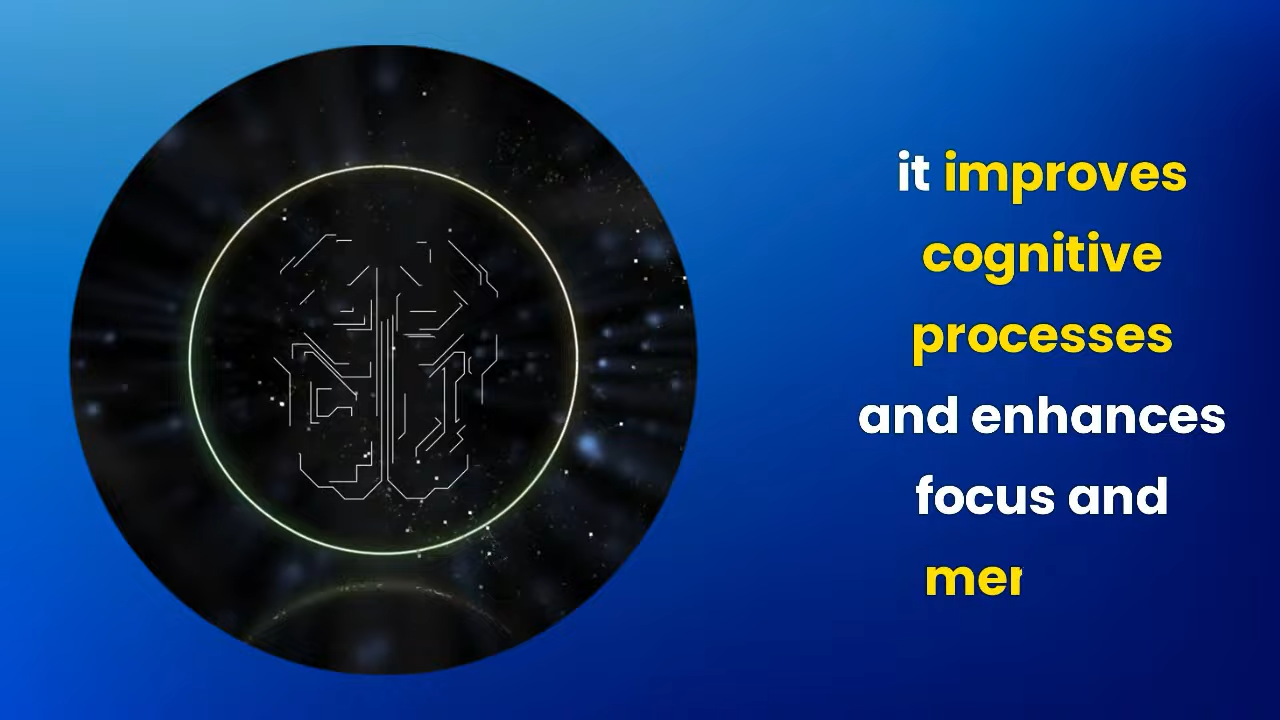 it improves
cognitive
processes
and enhances
focus and